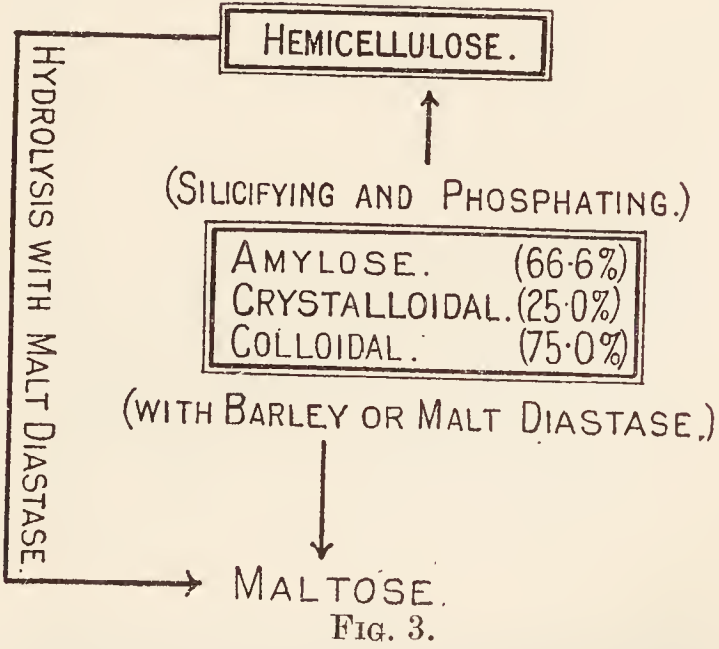 HEMICELLULOSE.
HYDROLYSIS WITH MALT DIASTASE.
(SILICIFYING AND PHOSPHATING.)
AMYLOSE. (66·6%)
CRYSTALLOIDAL. (25·0%)
COLLOIDAL. (75·0%)
(WITH BARLEY OR MALT DIASTASE.)
MALTOSE.
FIG. 3.